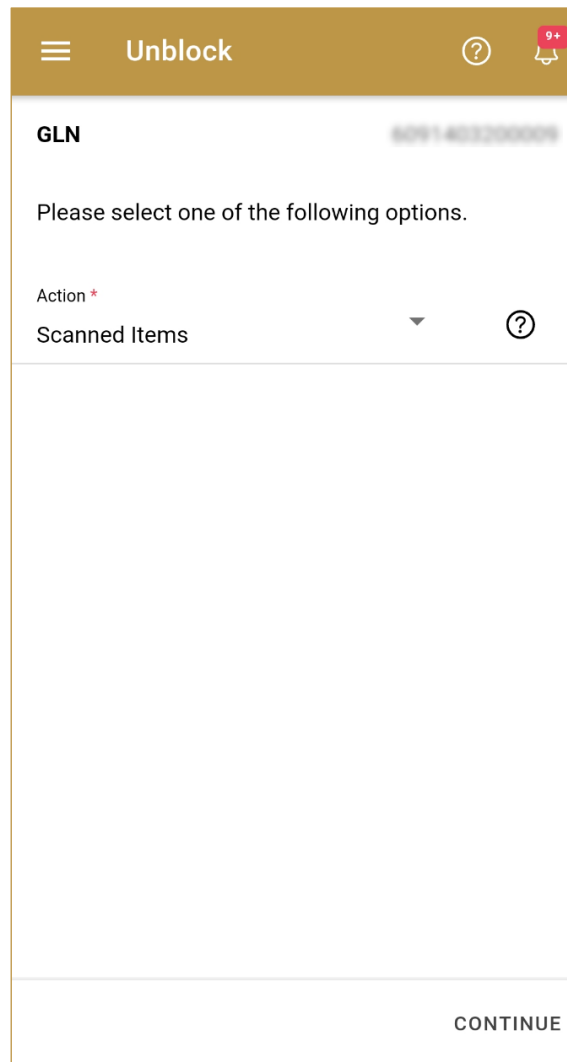 Unblock
9+
GLN
Please select one of the following options.
Action *
Scanned Items
CONTINUE